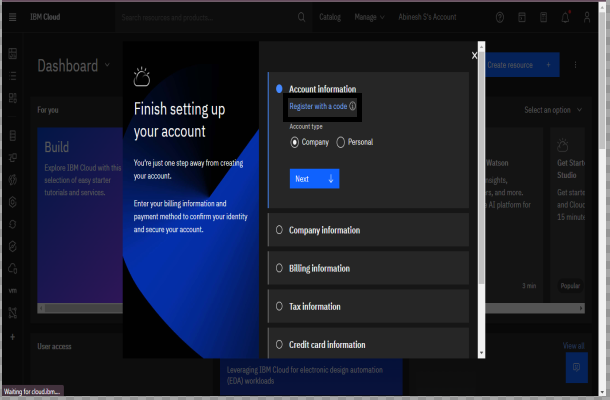 IBM Cloud
Search resources and products...
Catalog
Manage
Abinesh S's Account
Dashboard
Create resource +
For you
Select an option
Build
Explore IBM Cloud with this
selection of easy starter
tutorials and services.
Finish setting up
your account
You're just one step away from creating
your account.
Enter your billing information and
payment method to confirm your identity
and secure your account.
X
Account information
Register with a code
Account type
Company
Personal
Next
Company information
Billing information
Tax information
Credit card information
Watson
nsights,
rs, and more.
AI] platform for
3 min
Get Starte
Studio
Get starte
and Cloud
15 minute
Popular
vm
User access
View all
Leveraging IBM Cloud for electronic design automation
(EDA) workloads
Waiting for cloud.ibm....